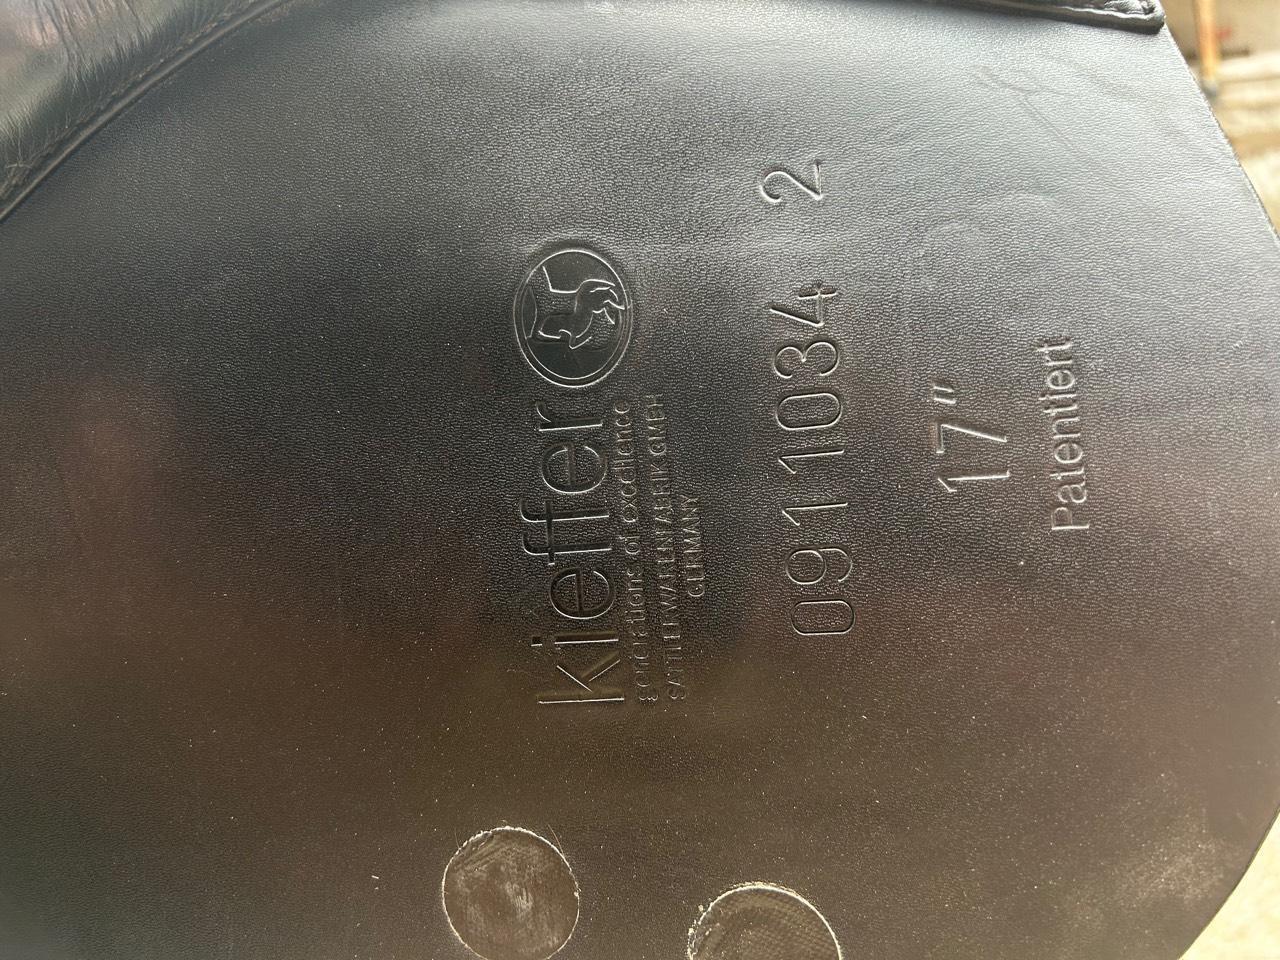 kieffer
generations of excellence
SATTLERWARENFABRIK GMBH
GERMANY
0911034 2
17"
Patentiert